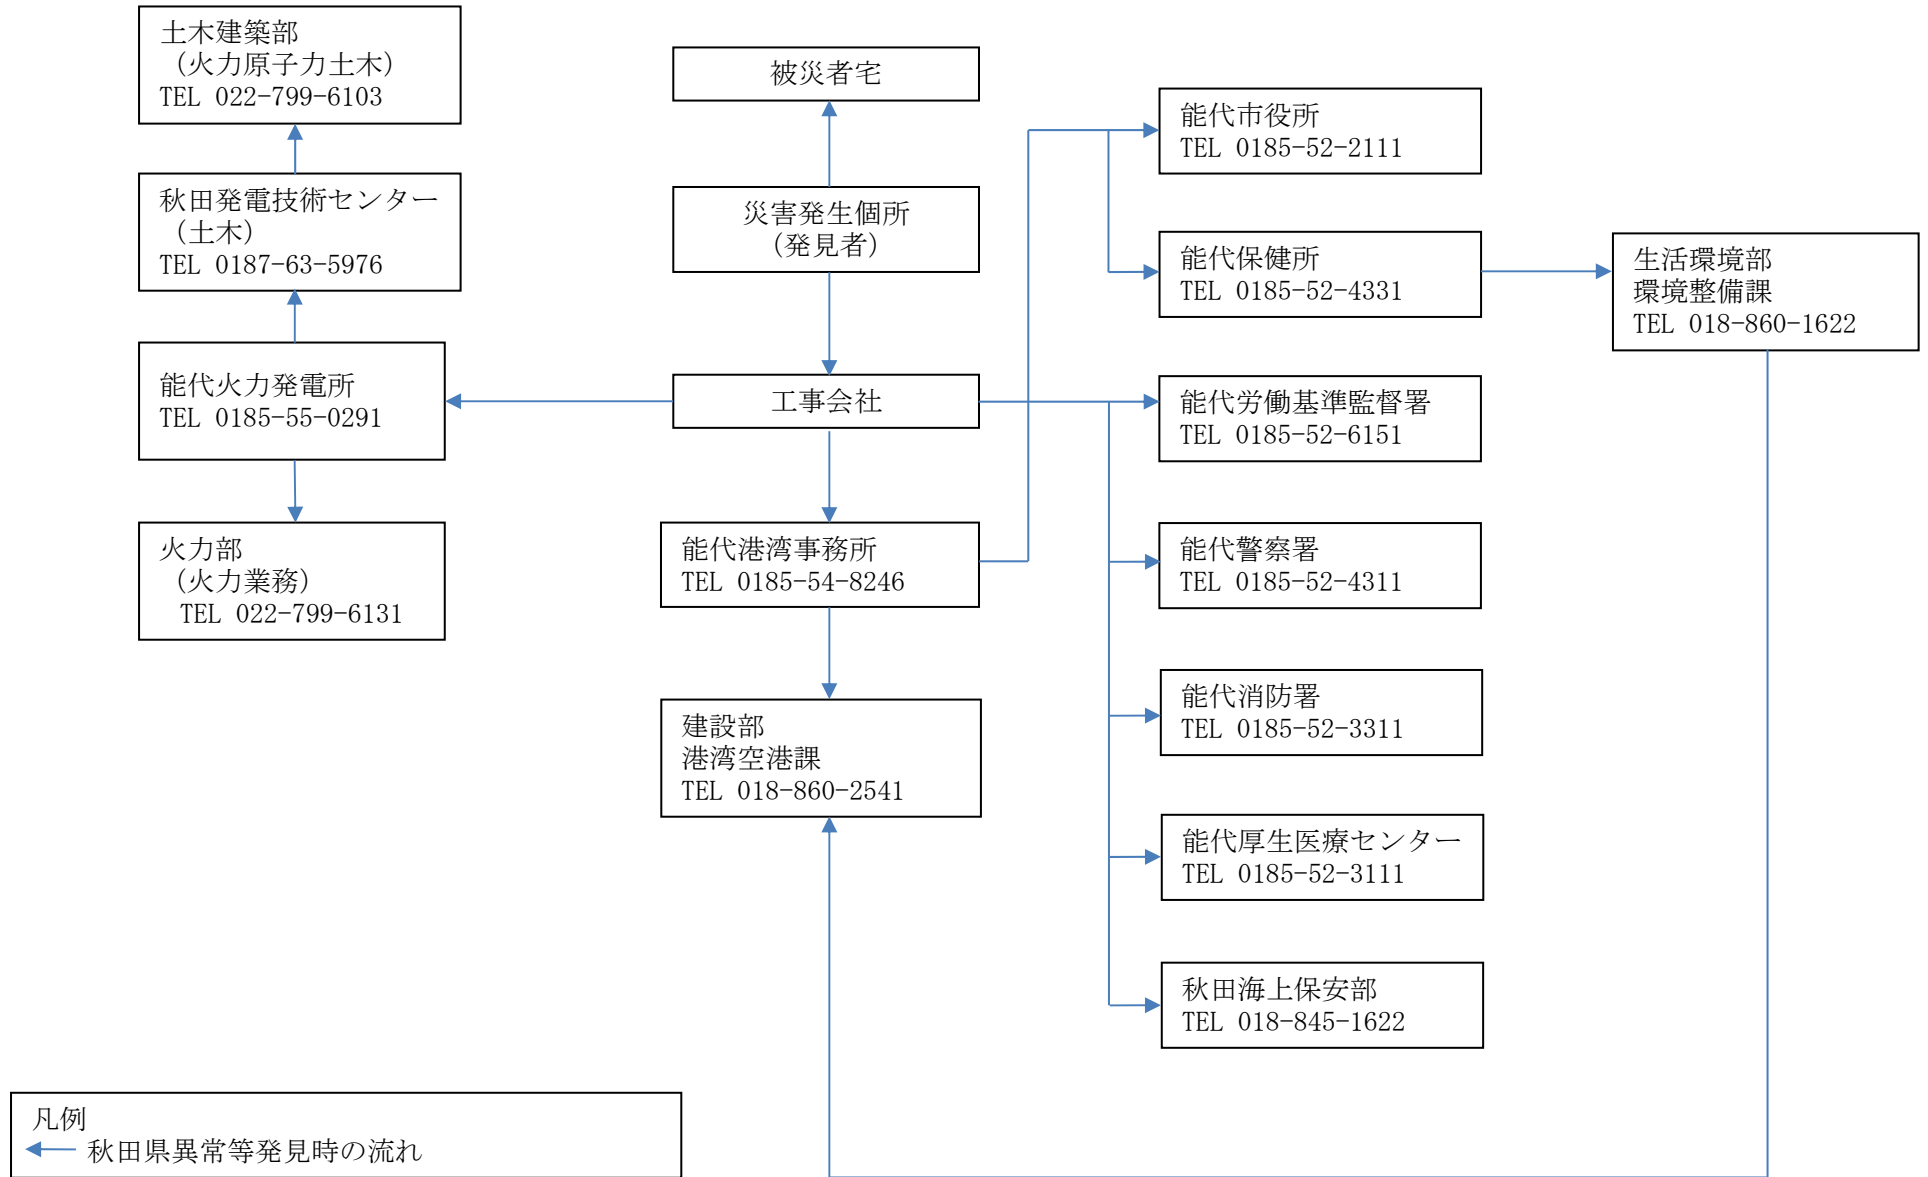 土木建築部
（火力原子力土木）
TEL 022-799-6103
秋田発電技術センター
（土木）
TEL 0187-63-5976
能代火力発電所
TEL 0185-55-0291
火力部
（火力業務）
TEL 022-799-6131
被災者宅
災害発生個所
（発見者）
工事会社
能代港湾事務所
TEL 0185-54-8246
建設部
港湾空港課
TEL 018-860-2541
能代市役所
TEL 0185-52-2111
能代保健所
TEL 0185-52-4331
能代労働基準監督署
TEL 0185-52-6151
能代警察署
TEL 0185-52-4311
能代消防署
TEL 0185-52-3311
能代厚生医療センター
TEL 0185-52-3111
秋田海上保安部
TEL 018-845-1622
生活環境部
環境整備課
TEL 018-860-1622
凡例
秋田県異常等発見時の流れ